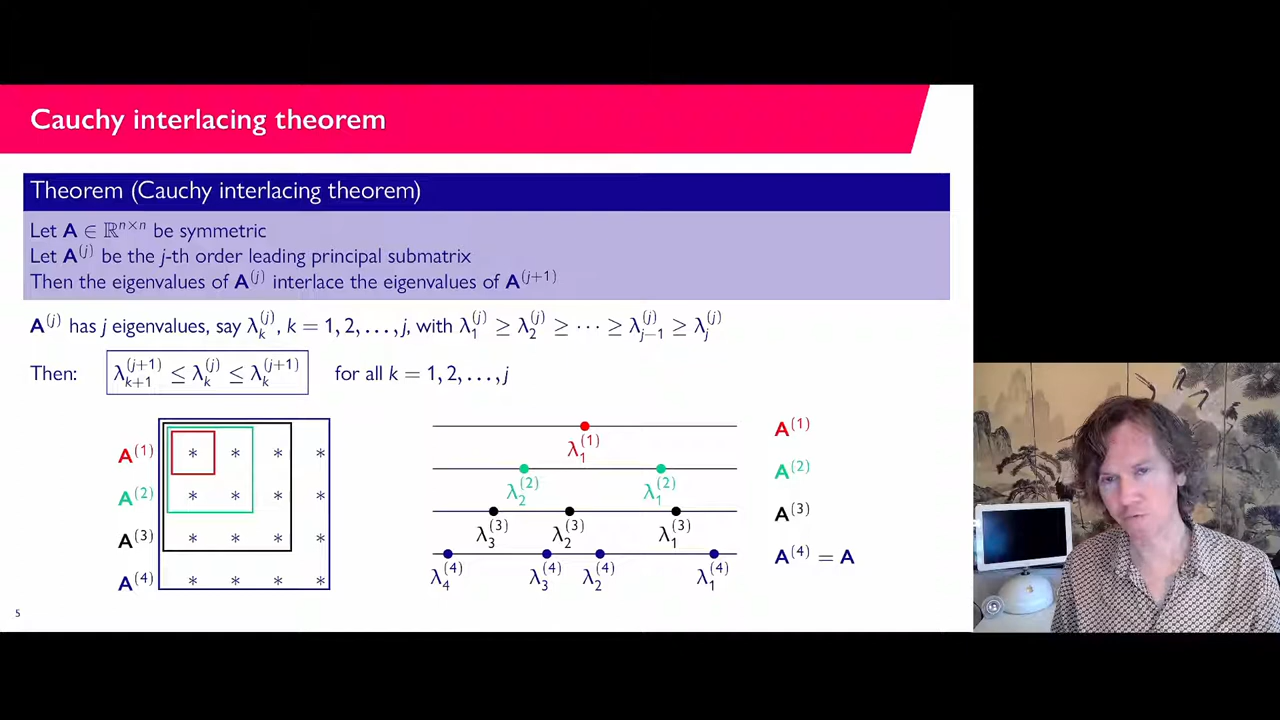 Cauchy interlacing theorem
Theorem (Cauchy interlacing theorem)
Let A ∈ ℝ^{n×n} be symmetric
Let A^{(j)} be the j-th order leading principal submatrix
Then the eigenvalues of A^{(j)} interlace the eigenvalues of A^{(j+1)}
A^{(j)} has j eigenvalues, say λ_k^{(j)}, k = 1, 2, . . . , j, with λ_1^{(j)} ≥ λ_2^{(j)} ≥ ⋯ ≥ λ_{j−1}^{(j)} ≥ λ_j^{(j)}
Then: λ_{k+1}^{(j+1)} ≤ λ_k^{(j)} ≤ λ_k^{(j+1)} for all k = 1, 2, . . . , j
A^{(1)} * * * *
A^{(2)} * * * *
A^{(3)} * * * *
A^{(4)} * * * *
λ_1^{(1)} A^{(1)}
λ_2^{(2)} λ_1^{(2)} A^{(2)}
λ_3^{(3)} λ_2^{(3)} λ_1^{(3)} A^{(3)}
λ_4^{(4)} λ_3^{(4)} λ_2^{(4)} λ_1^{(4)} A^{(4)} = A
5